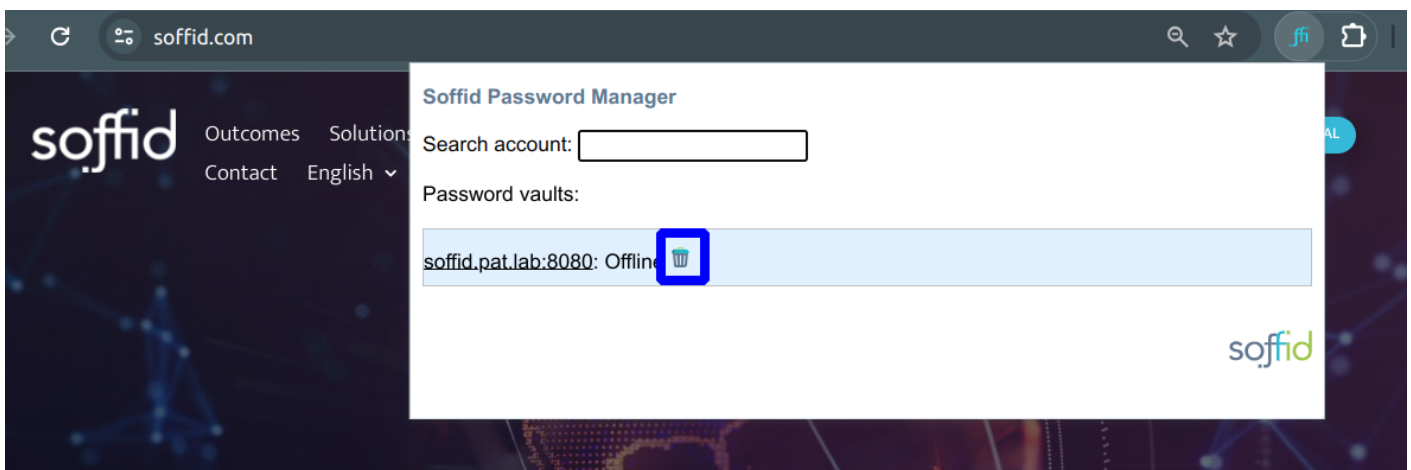 soffid.com
ffi
Soffid Password Manager
soffid
Outcomes Solutions
Search account:
AL
Contact English
Password vaults:
soffid.pat.lab:8080: Offline
soffid